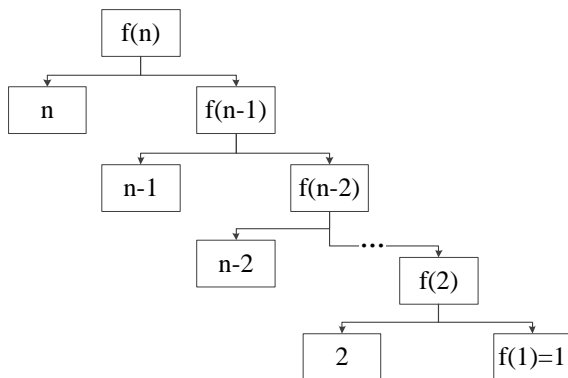 f(n)
n
f(n-1)
n-1
f(n-2)
n-2
...
f(2)
2
f(1)=1